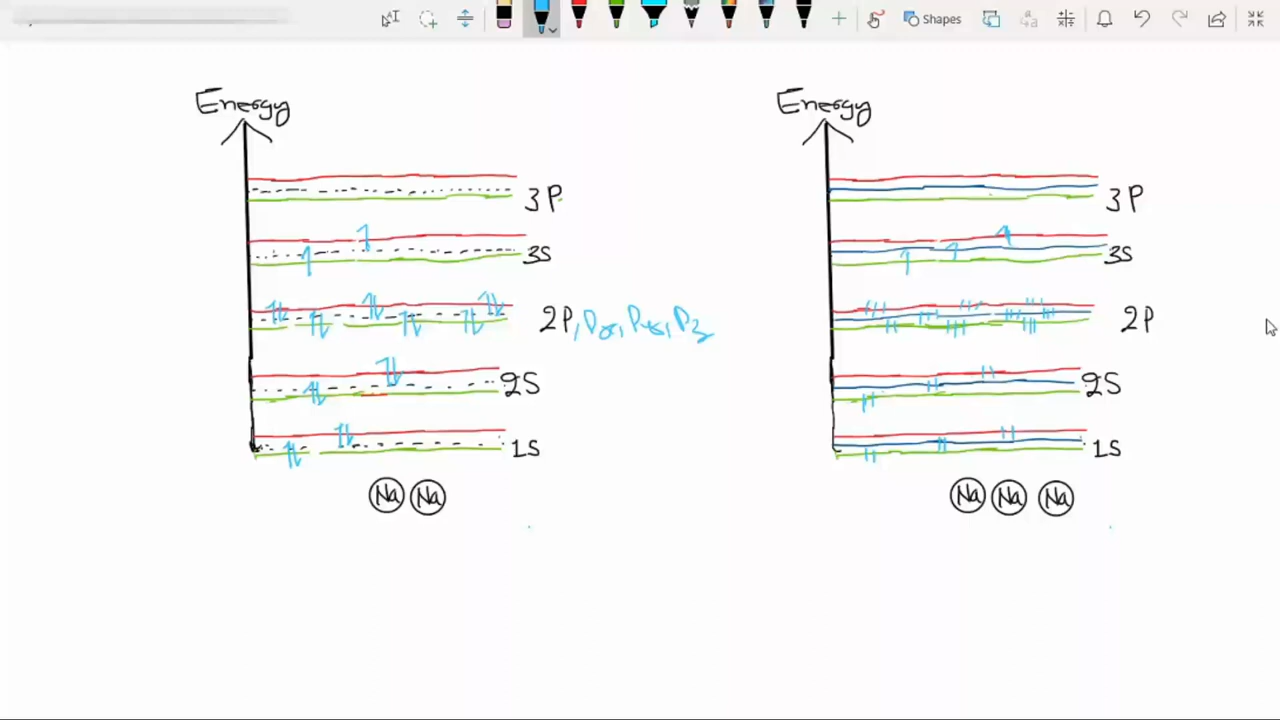 Shapes
Energy
3P
3S
2P, Px, Py, Pz
2S
1S
Na Na
Energy
3P
3S
2P
2S
1S
Na Na Na